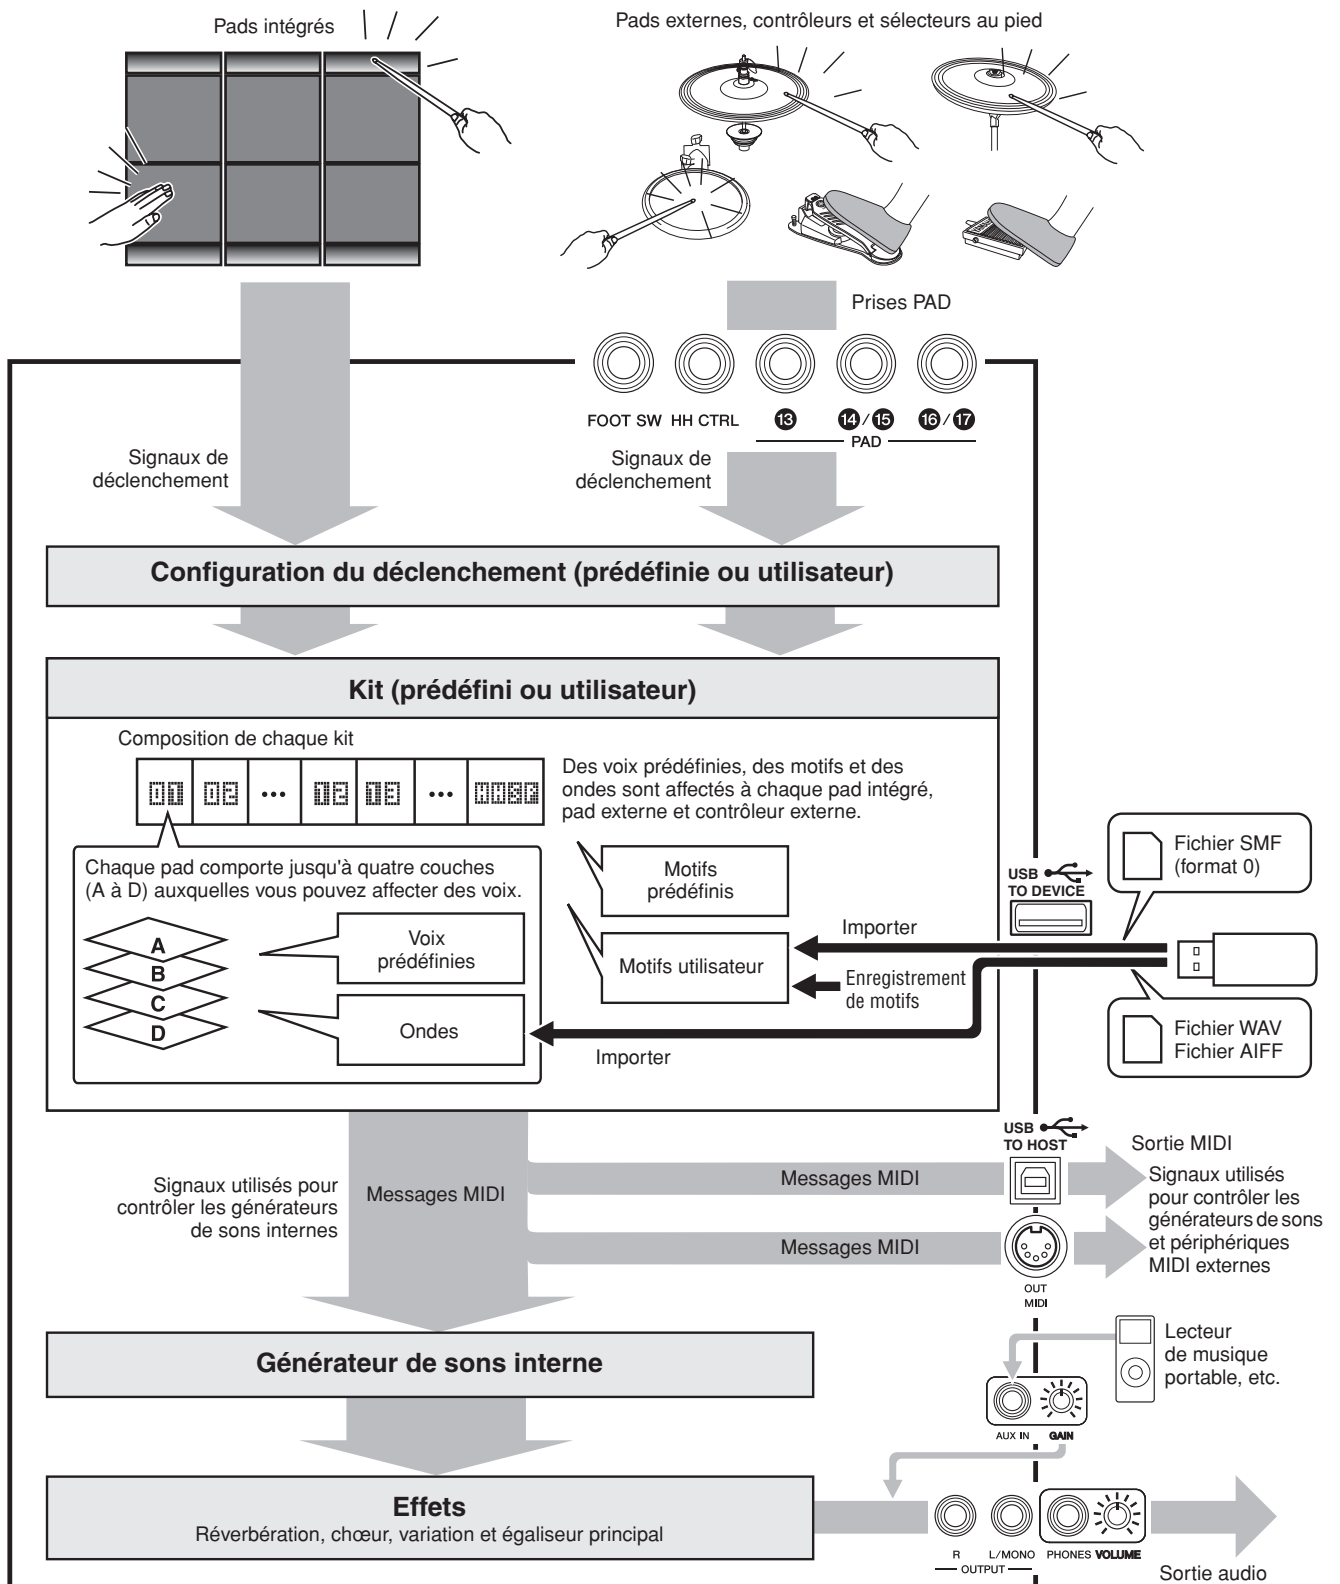 Pads intégrés
Pads externes, contrôleurs et sélecteurs au pied
Prises PAD
FOOT SW
HH CTRL
13
14/15
16/17
PAD
Signaux de
déclenchement
Signaux de
déclenchement
Configuration du déclenchement (prédéfinie ou utilisateur)
Kit (prédéfini ou utilisateur)
Composition de chaque kit
01 02 ••• 12 13 •••
Des voix prédéfinies, des motifs et des
ondes sont affectés à chaque pad intégré,
pad externe et contrôleur externe.
Chaque pad comporte jusqu'à quatre couches
(A à D) auxquelles vous pouvez affecter des voix.
A
B
C
D
Voix
prédéfinies
Ondes
Motifs
prédéfinis
Motifs utilisateur
Importer
Enregistrement
de motifs
Importer
USB
TO DEVICE
Fichier SMF
(format 0)
Fichier WAV
Fichier AIFF
Signaux utilisés pour
contrôler les générateurs
de sons internes
Messages MIDI
Messages MIDI
Messages MIDI
USB
TO HOST
OUT
MIDI
Sortie MIDI
Signaux utilisés
pour contrôler les
générateurs de sons
et périphériques
MIDI externes
Générateur de sons interne
Lecteur
de musique
portable, etc.
AUX IN
GAIN
Effets
Réverbération, chœur, variation et égaliseur principal
R
L/MONO
OUTPUT
PHONES
VOLUME
Sortie audio